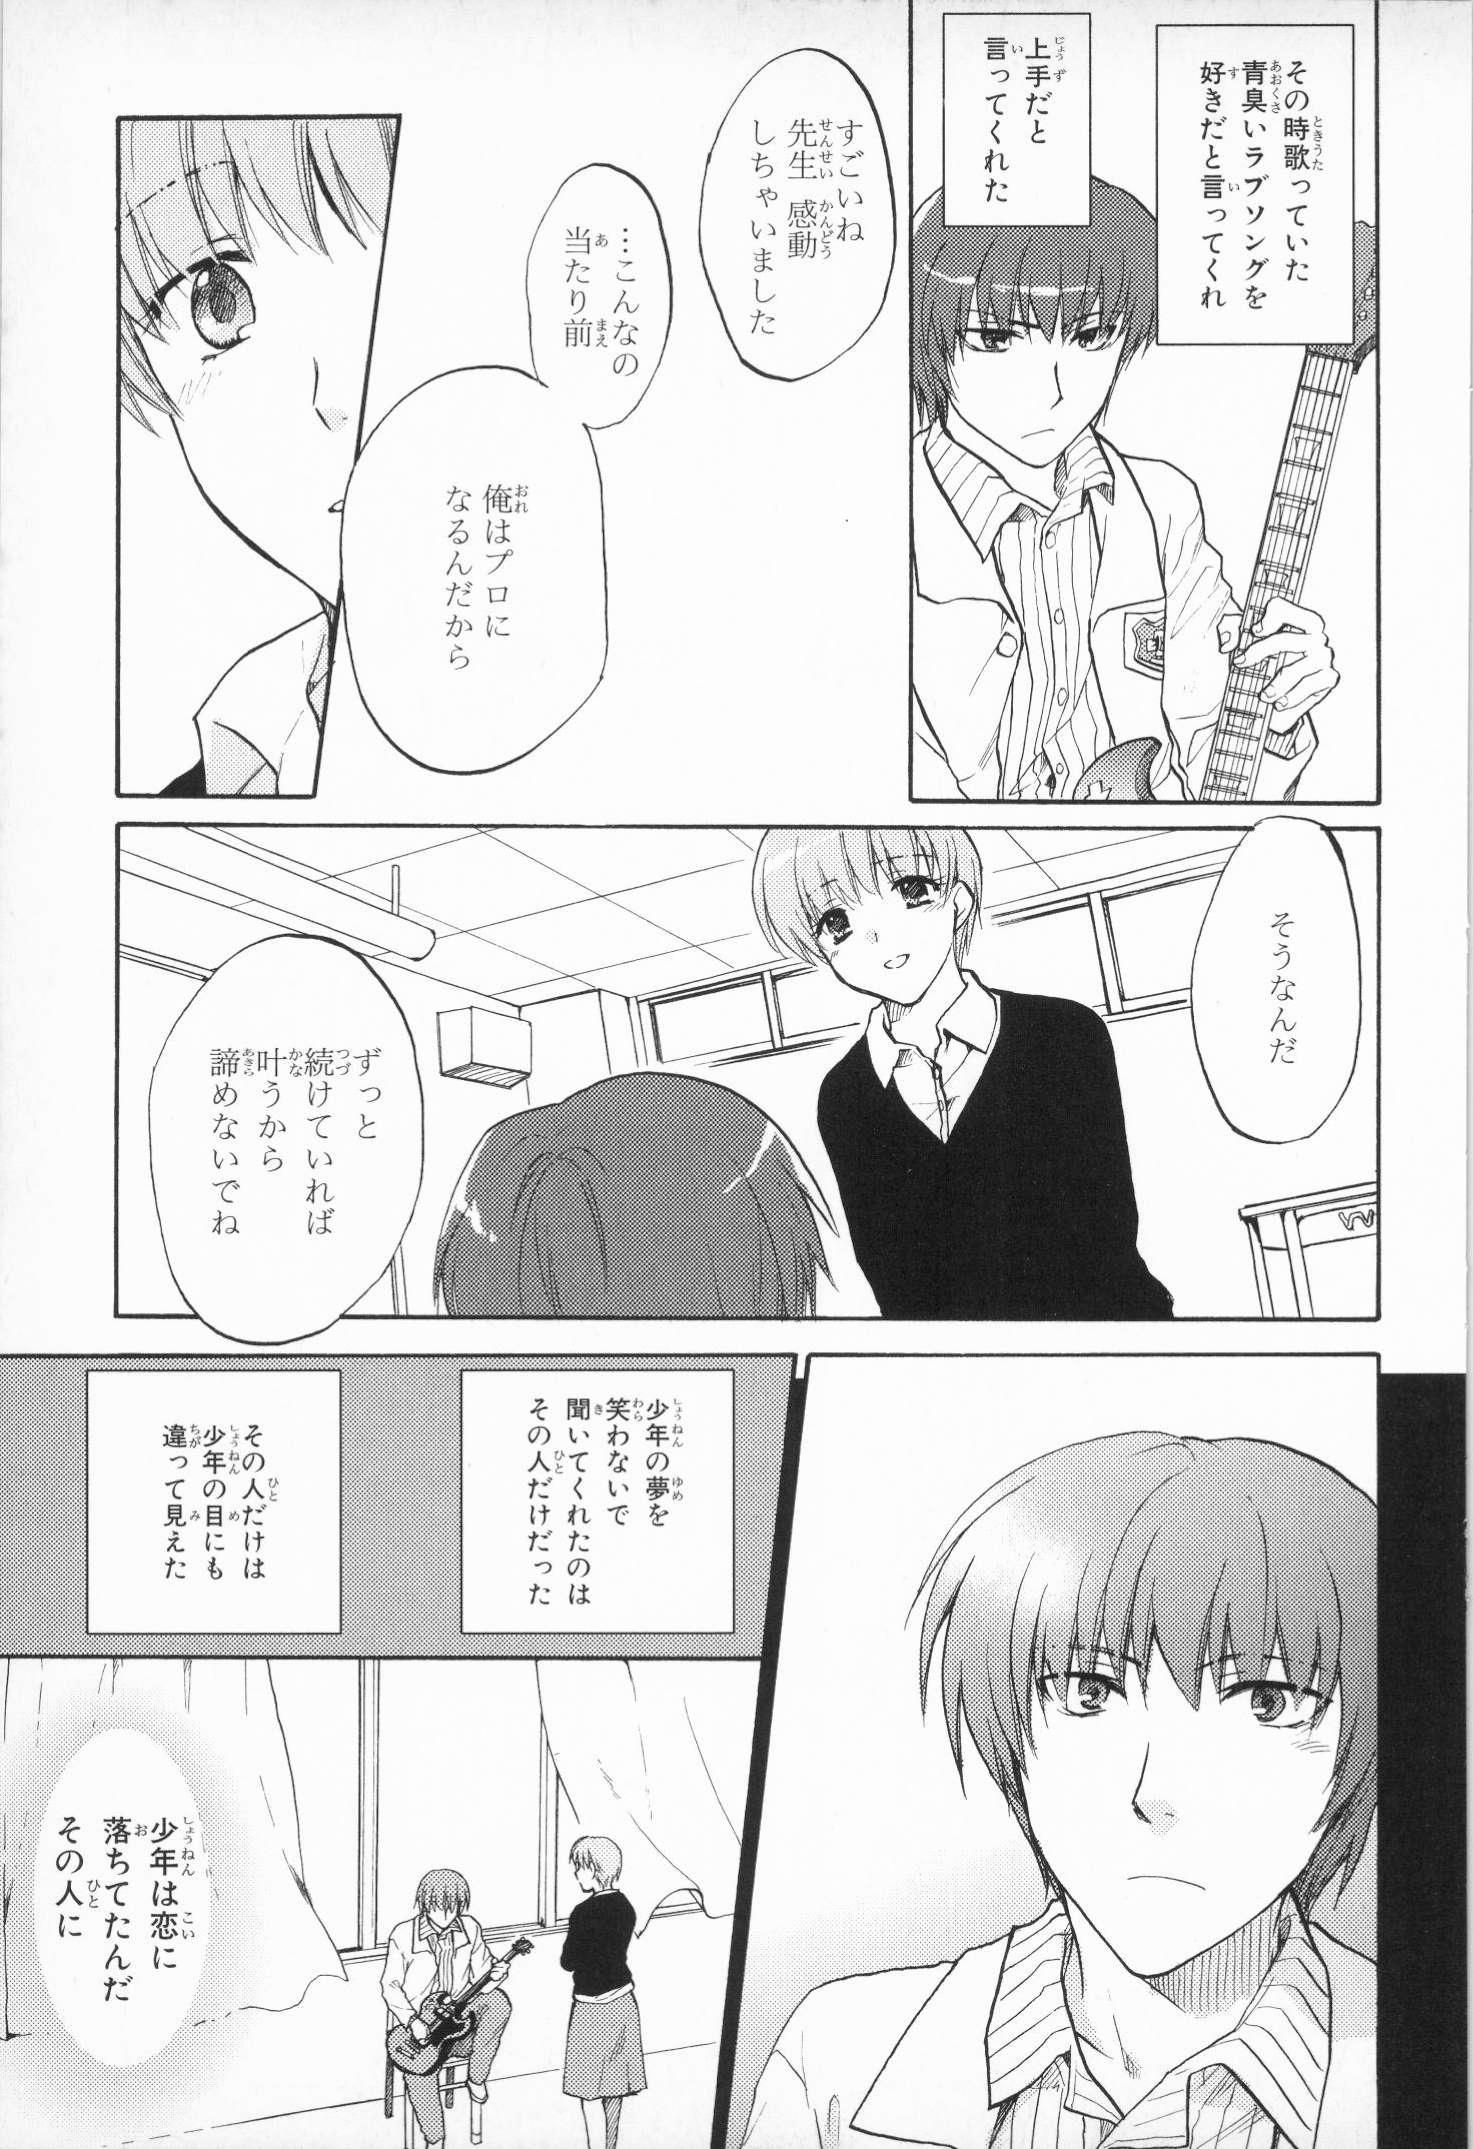 その時歌っていた
青臭いラブソングを
好きだと言ってくれ
上手だと
言ってくれた
すごいね
先生 感動
しちゃいました
…こんなの
当たり前
俺はプロに
なるんだから
そうなんだ
ずっと
続けていれば
叶うから
諦めないでね
少年の夢を
笑わないで
聞いてくれたのは
その人だけだった
その人だけは
少年の目にも
違って見えた
少年は恋に
落ちてたんだ
その人に